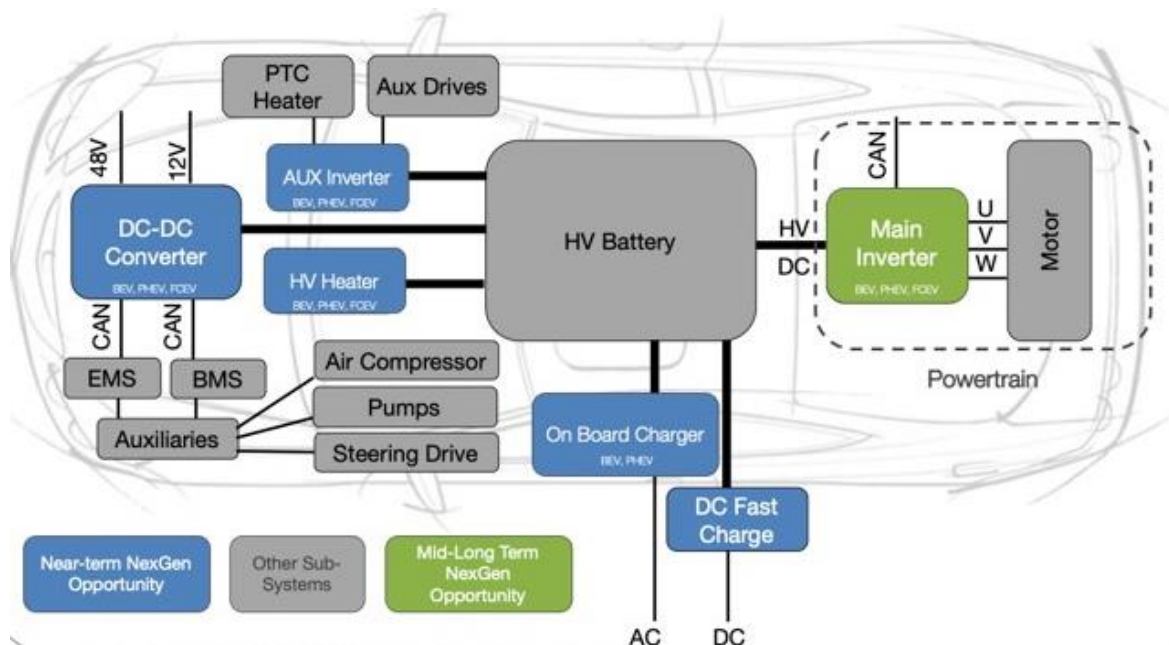 PTC
Heater
Aux Drives
48V
12V
AUX Inverter
BEV, PHEV, FCEV
DC-DC
Converter
BEV, PHEV, FCEV
HV Heater
BEV, PHEV, FCEV
HV Battery
HV
DC
CAN
Main
Inverter
BEV, PHEV, FCEV
U
V
W
Motor
Powertrain
CAN
CAN
EMS
BMS
Auxiliaries
Air Compressor
Pumps
Steering Drive
On Board Charger
BEV, PHEV
DC Fast
Charge
AC
DC
Near-term NexGen
Opportunity
Other Sub-
Systems
Mid-Long Term
NexGen
Opportunity